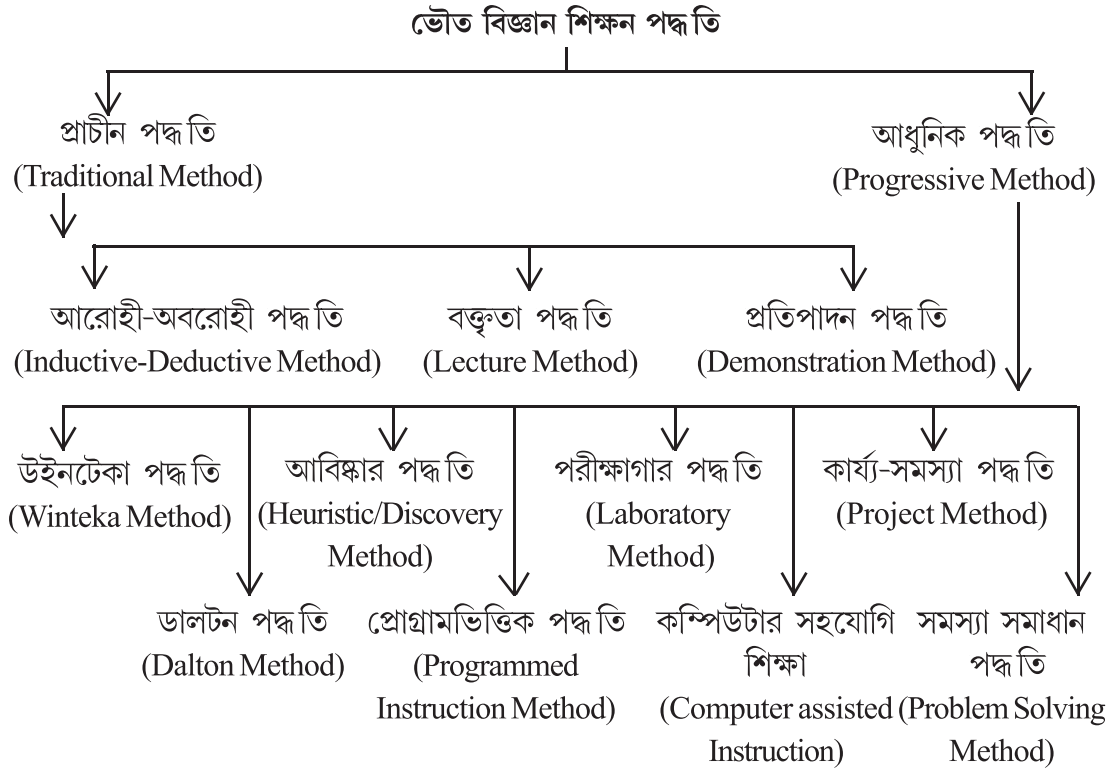 ভৌত বিজ্ঞান শিক্ষন পদ্ধতি
প্রাচীন পদ্ধতি
(Traditional Method)
আধুনিক পদ্ধতি
(Progressive Method)
আরোহী-অবরোহী পদ্ধতি
(Inductive-Deductive Method)
বক্তৃতা পদ্ধতি
(Lecture Method)
প্রতিপাদন পদ্ধতি
(Demonstration Method)
উইনটেকা পদ্ধতি
(Winteka Method)
আবিষ্কার পদ্ধতি
(Heuristic/Discovery
Method)
পরীক্ষাগার পদ্ধতি
(Laboratory
Method)
কার্য্য-সমস্যা পদ্ধতি
(Project Method)
ডালটন পদ্ধতি
(Dalton Method)
প্রোগ্রামভিত্তিক পদ্ধতি
(Programmed
Instruction Method)
কম্পিউটার সহযোগি
শিক্ষা
(Computer assisted
Instruction)
সমস্যা সমাধান
পদ্ধতি
(Problem Solving
Method)